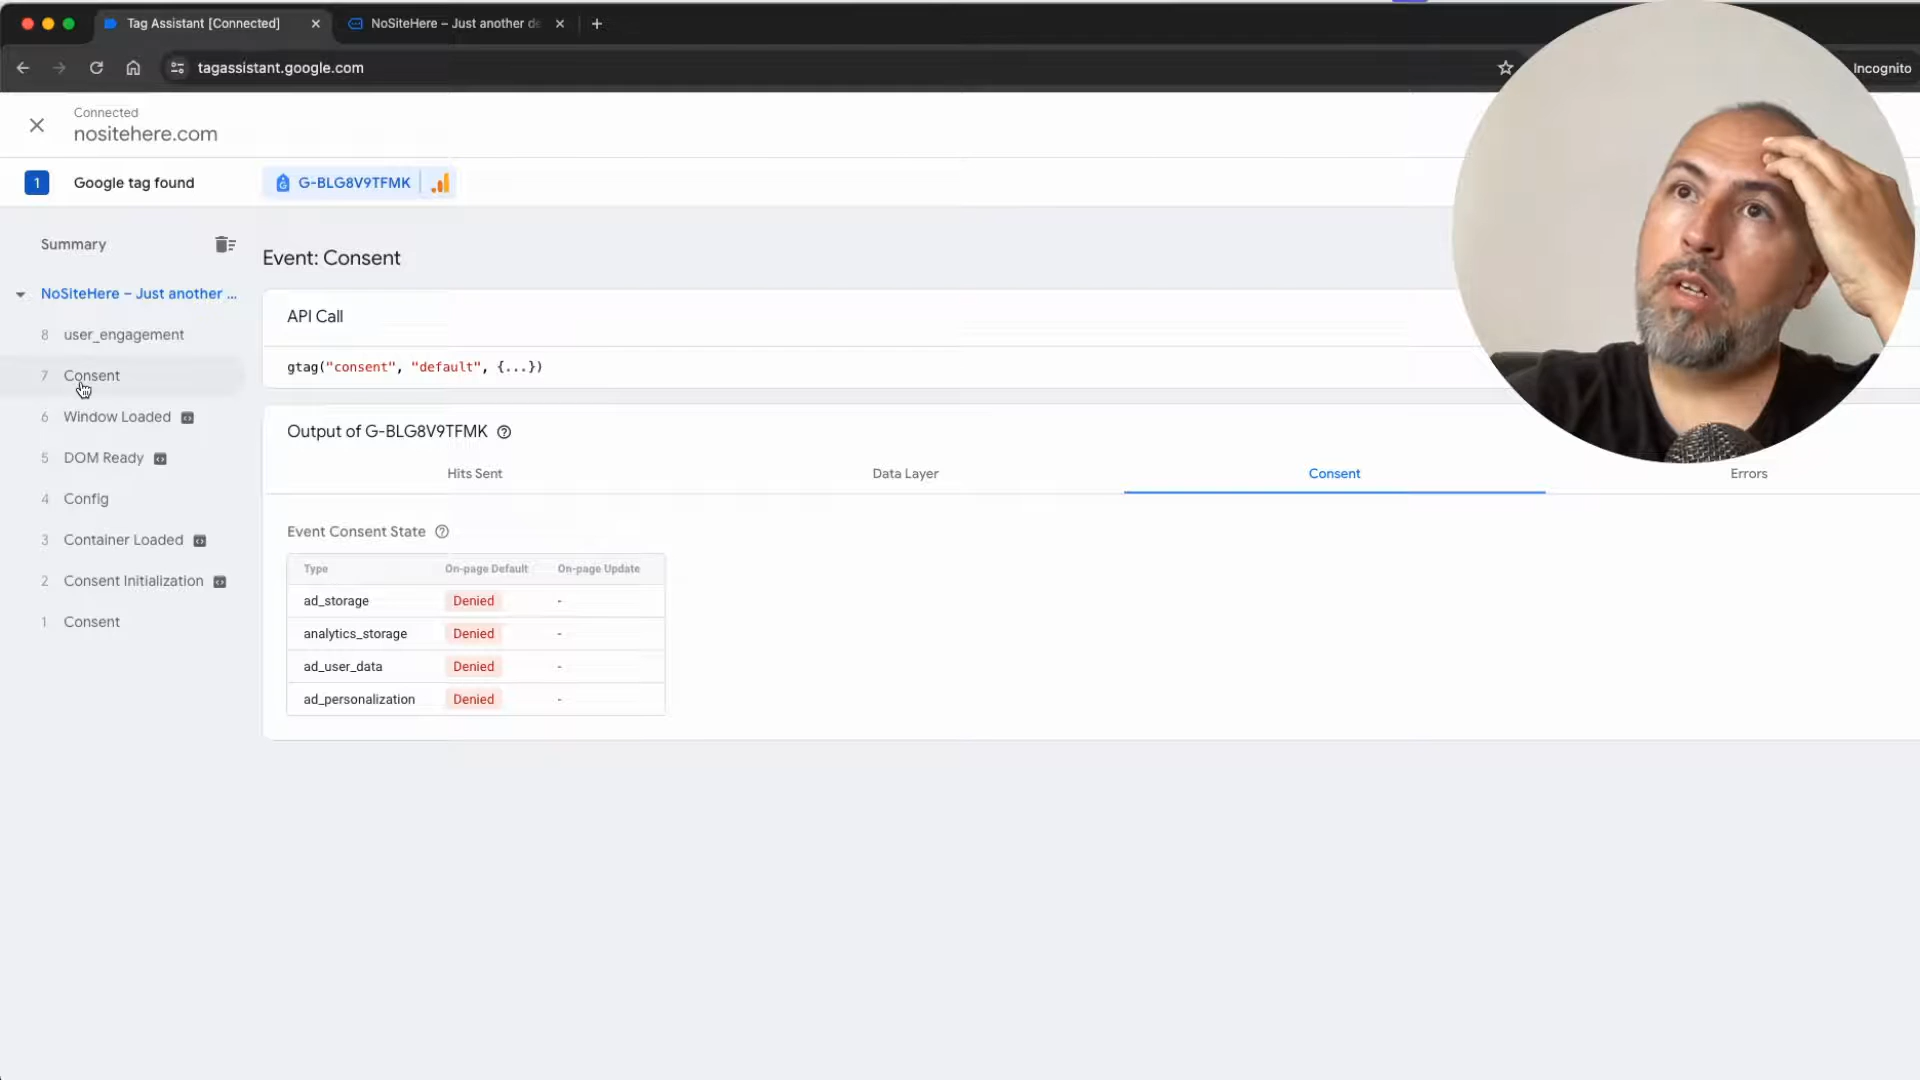 Tag Assistant [Connected]
NoSiteHere – Just another de
tagassistant.google.com
Incognito
Connected
nositehere.com
1 Google tag found
G-BLG8V9TFMK
Summary
NoSiteHere – Just another ...
8 user_engagement
7 Consent
6 Window Loaded
5 DOM Ready
4 Config
3 Container Loaded
2 Consent Initialization
1 Consent
Event: Consent
API Call
gtag("consent", "default", {...})
Output of G-BLG8V9TFMK
Hits Sent Data Layer Consent Errors
Event Consent State
Type On-page Default On-page Update
ad_storage Denied -
analytics_storage Denied -
ad_user_data Denied -
ad_personalization Denied -